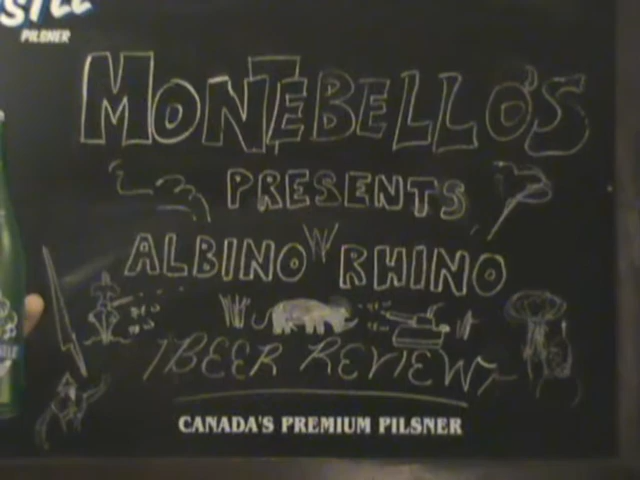 PILSNER
MONTEBELLO'S
PRESENTS
ALBINO RHINO
BEER REVIEW
CANADA'S PREMIUM PILSNER